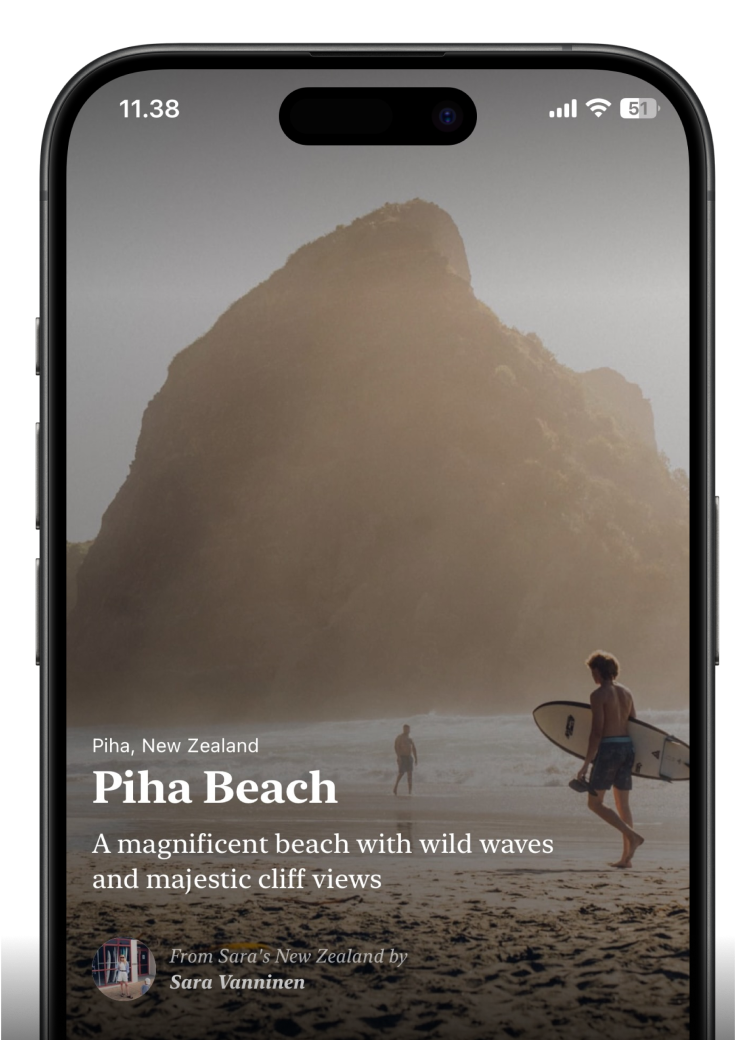 11.38
51
Piha, New Zealand
Piha Beach
A magnificent beach with wild waves
and majestic cliff views
From Sara's New Zealand by
Sara Vanninen